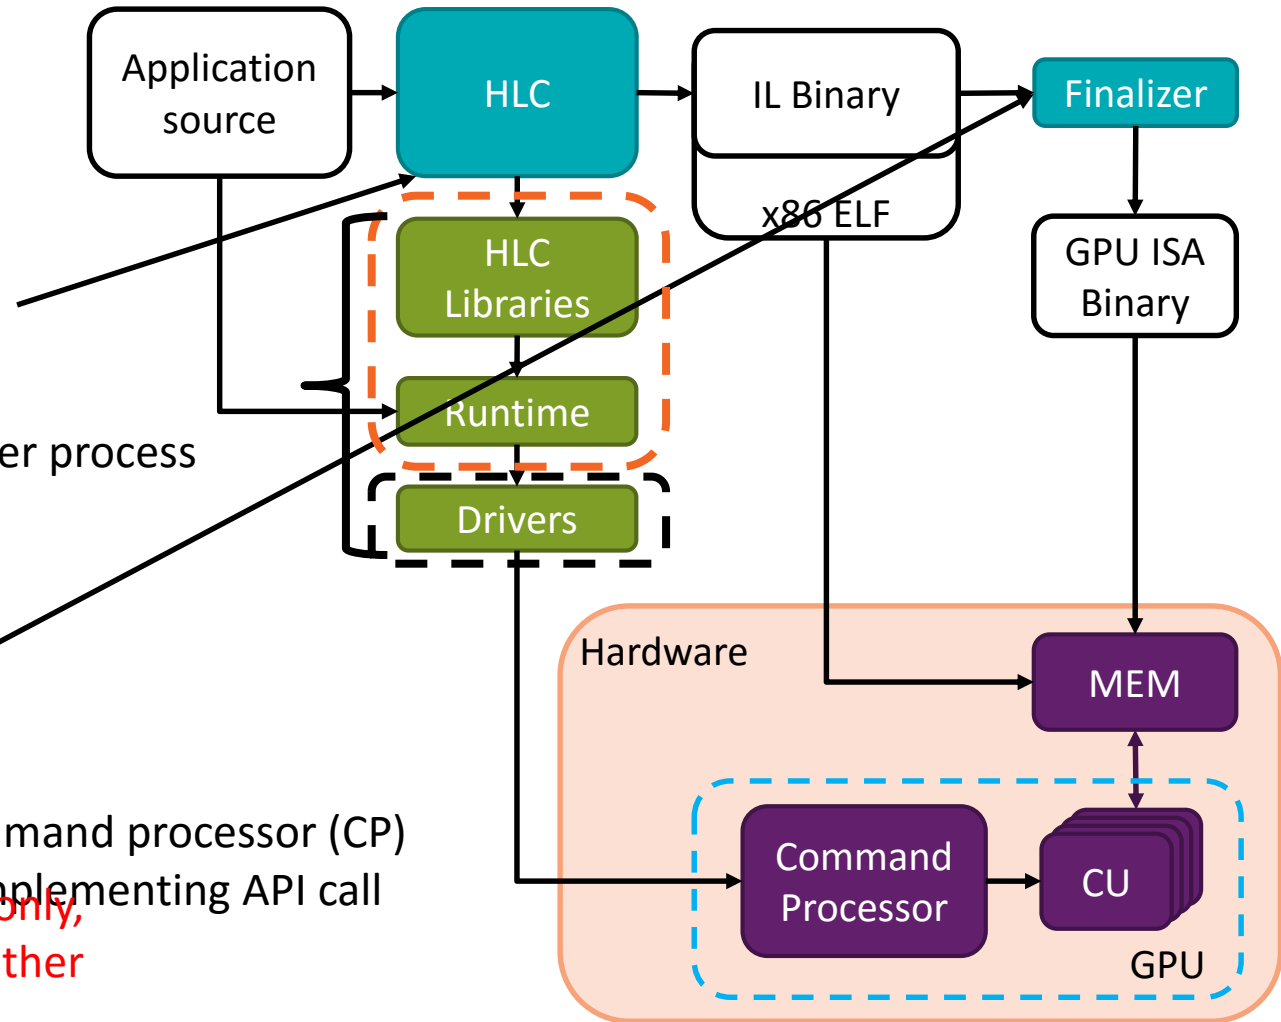 Application
source
HLC
IL Binary
Finalizer
x86 ELF
HLC
Libraries
GPU ISA
Binary
Runtime
er process
Drivers
Hardware
MEM
mand processor (CP)
mplementing API call
only,
ther
Command
Processor
CU
GPU